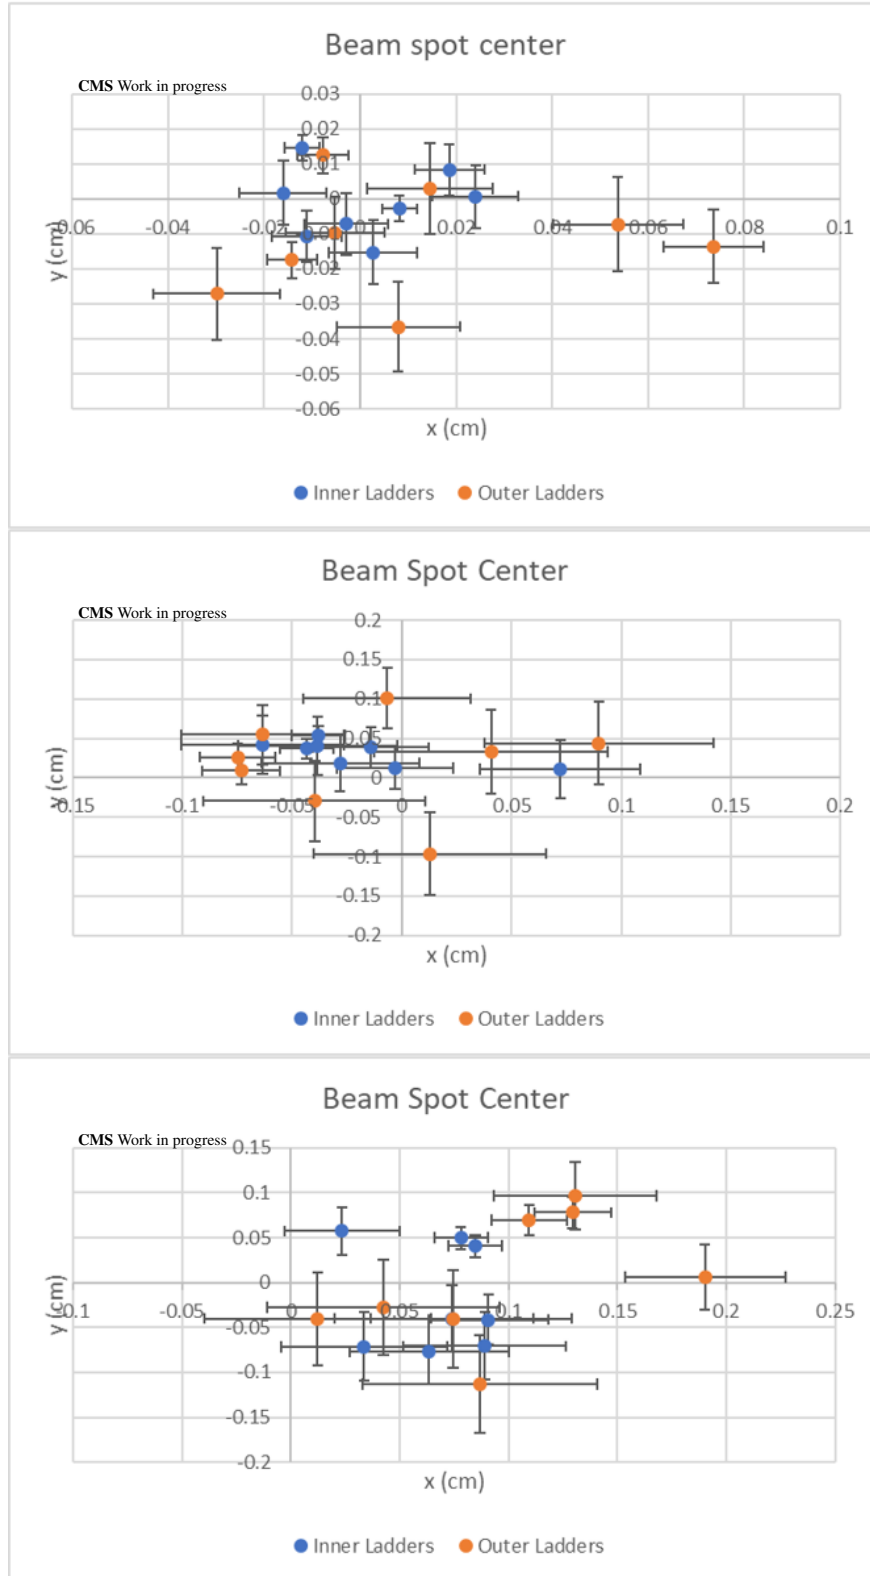 Beam spot center
CMS Work in progress
0.03
0.02
0.01
0
-0.06 -0.04 -0.02 0.02 0.04 0.06 0.08 0.1
-0.01
-0.02
-0.03
-0.04
-0.05
-0.06
y (cm)
x (cm)
Inner Ladders Outer Ladders
Beam Spot Center
CMS Work in progress
0.2
0.15
0.1
0.05
0
-0.15 -0.1 -0.05 0 0.05 0.1 0.15 0.2
-0.05
-0.1
-0.15
-0.2
y (cm)
x (cm)
Inner Ladders Outer Ladders
Beam Spot Center
CMS Work in progress
0.15
0.1
0.05
0
-0.1 -0.05 0 0.05 0.1 0.15 0.2 0.25
-0.05
-0.1
-0.15
-0.2
y (cm)
x (cm)
Inner Ladders Outer Ladders